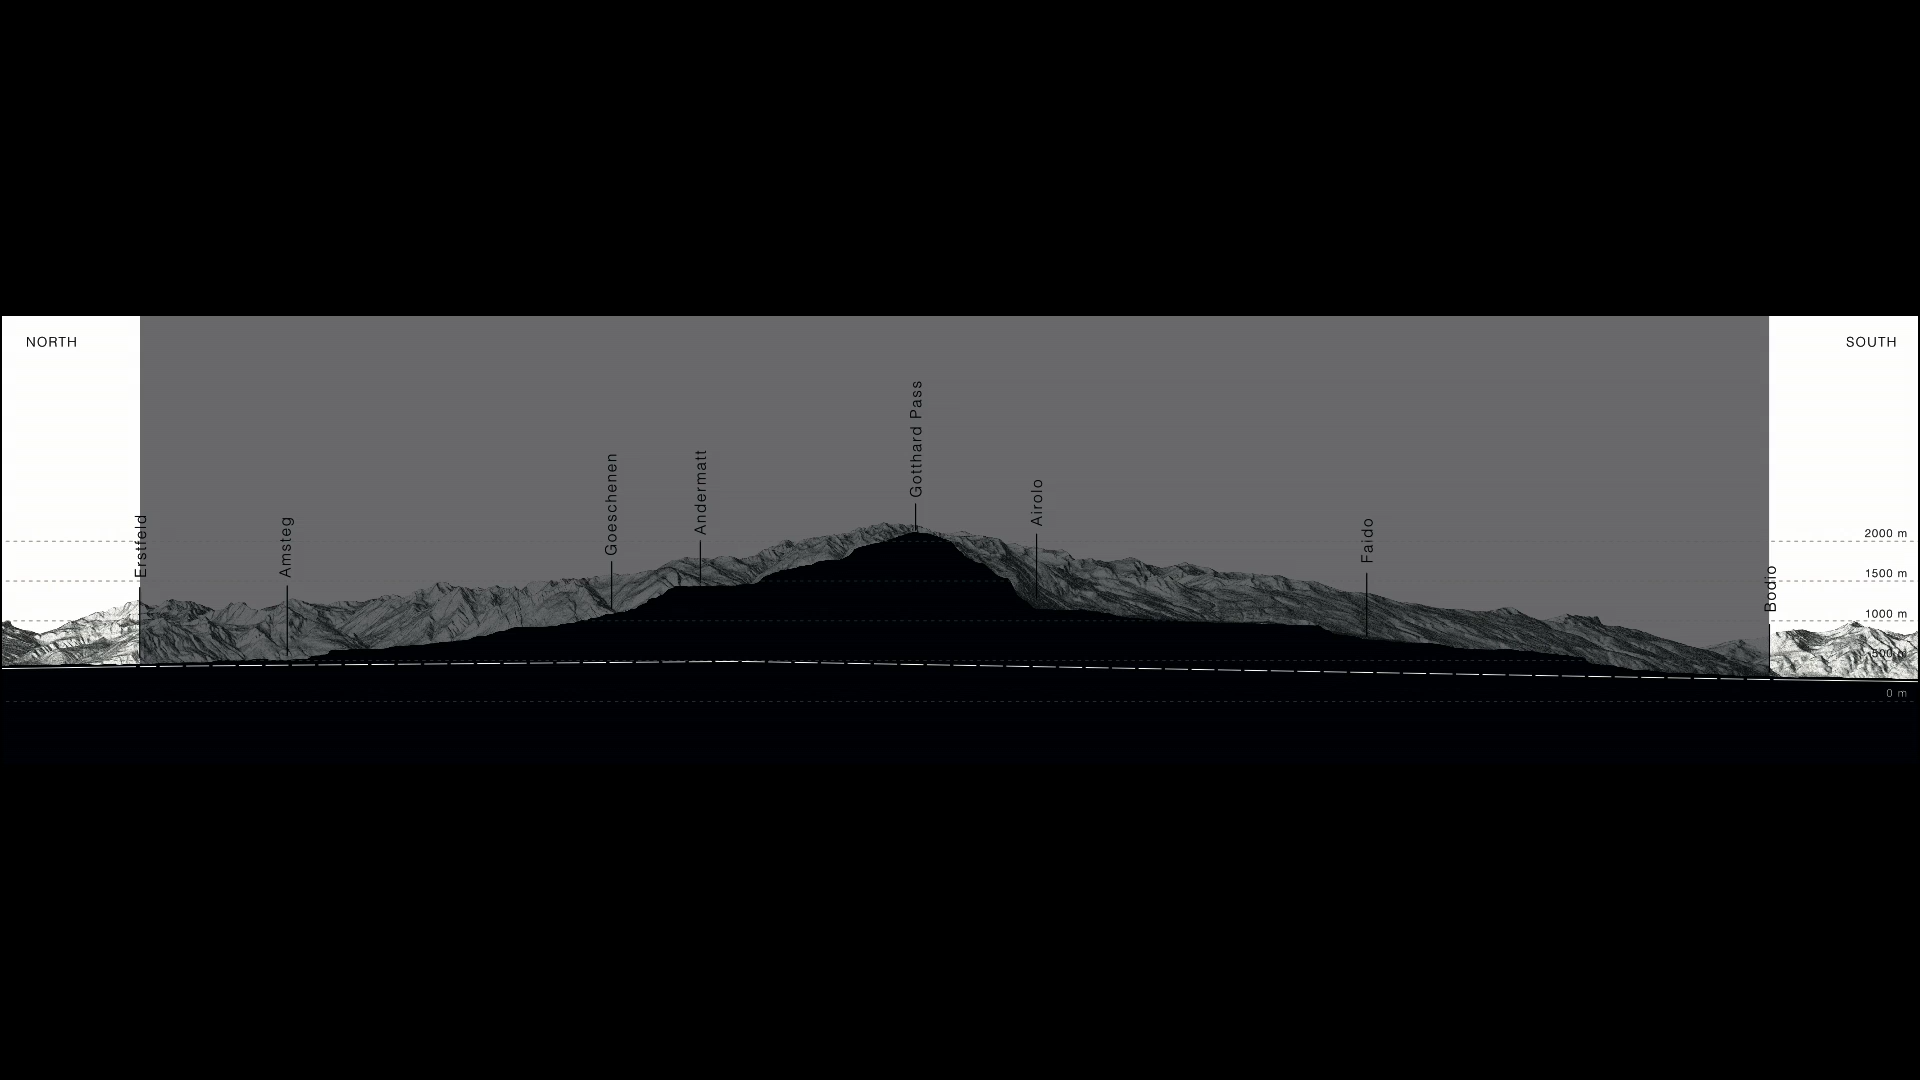 NORTH
SOUTH
Erstfeld
Amsteg
Goeschenen
Andermatt
Gotthard Pass
Airolo
Faido
Bodio
2000 m
1500 m
1000 m
500 m
0 m